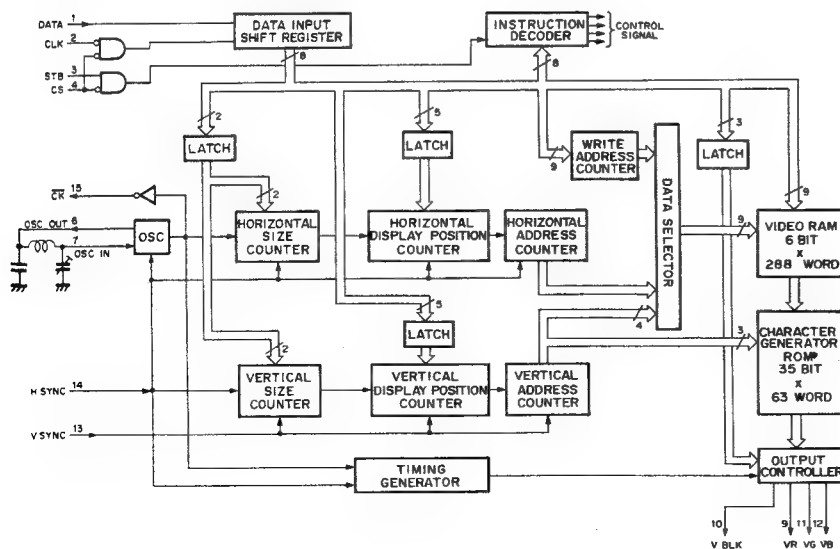 DATA 1
DATA INPUT
SHIFT REGISTER
INSTRUCTION
DECODER
CONTROL
SIGNAL
CLK 2
STB 3
CS 4
8
8
2
5
3
LATCH
LATCH
LATCH
WRITE
ADDRESS
COUNTER
9
9
DATA SELECTOR
CK 15
OSC OUT 6
7
OSC IN
OSC
2
HORIZONTAL
SIZE
COUNTER
HORIZONTAL
DISPLAY POSITION
COUNTER
HORIZONTAL
ADDRESS
COUNTER
9
VIDEO RAM
6 BIT
x
288 WORD
5
LATCH
4
3
CHARACTER
GENERATOR
ROM
35 BIT
x
63 WORD
2
H SYNC 14
VERTICAL
SIZE
COUNTER
VERTICAL
DISPLAY POSITION
COUNTER
VERTICAL
ADDRESS
COUNTER
V SYNC 13
TIMING
GENERATOR
OUTPUT
CONTROLLER
10 9 11 12
V BLK VR VG VB